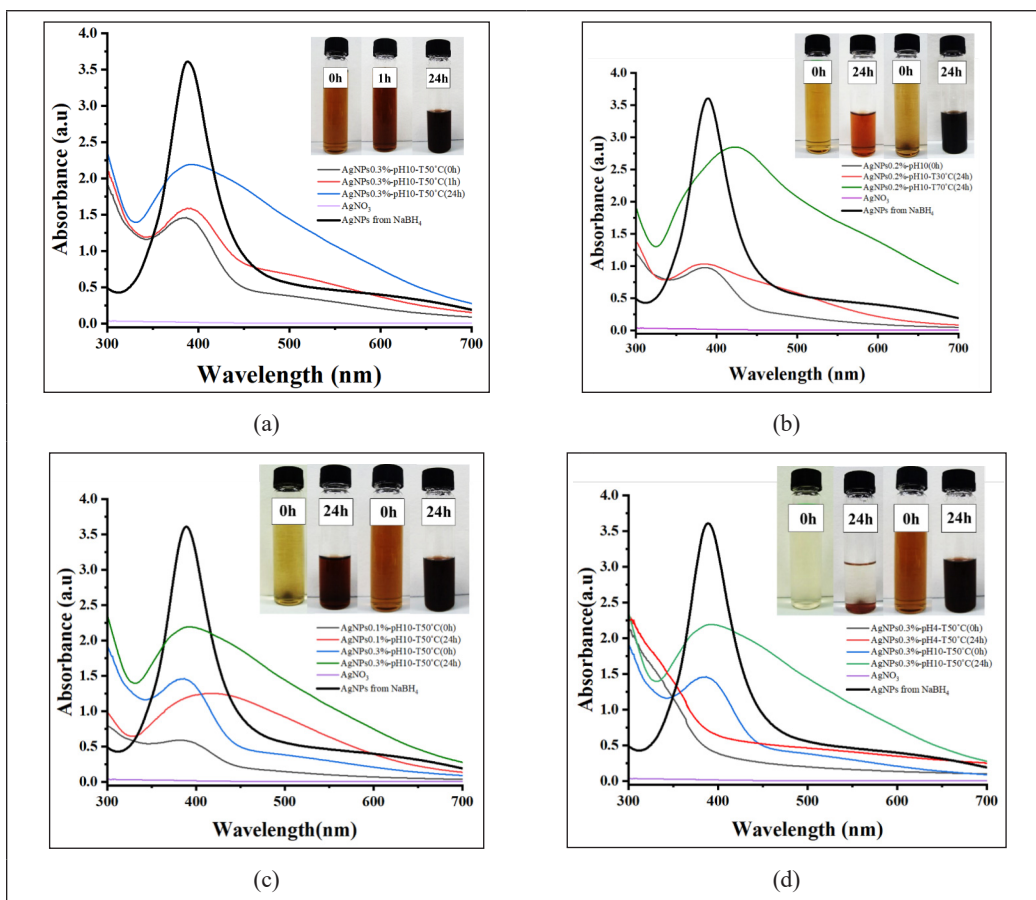 0h
1h
24h
AgNPs0.3%-pH10-T50˚C(0h)
AgNPs0.3%-pH10-T50˚C(1h)
AgNPs0.3%-pH10-T50˚C(24h)
AgNO3
AgNPs from NaBH4
Absorbance (a.u)
4.0
3.5
3.0
2.5
2.0
1.5
1.0
0.5
0.0
300
400
500
600
700
Wavelength (nm)
(a)
0h
24h
0h
24h
AgNPs0.2%-pH10(0h)
AgNPs0.2%-pH10-T30˚C(24h)
AgNPs0.2%-pH10-T70˚C(24h)
AgNO3
AgNPs from NaBH4
Absorbance (a.u)
4.0
3.5
3.0
2.5
2.0
1.5
1.0
0.5
0.0
300
400
500
600
700
Wavelength (nm)
(b)
0h
24h
0h
24h
AgNPs0.1%-pH10-T50˚C(0h)
AgNPs0.1%-pH10-T50˚C(24h)
AgNPs0.3%-pH10-T50˚C(0h)
AgNPs0.3%-pH10-T50˚C(24h)
AgNO3
AgNPs from NaBH4
Absorbance (a.u)
4.0
3.5
3.0
2.5
2.0
1.5
1.0
0.5
0.0
300
400
500
600
700
Wavelength(nm)
(c)
0h
24h
0h
24h
AgNPs0.3%-pH4-T50˚C(0h)
AgNPs0.3%-pH4-T50˚C(24h)
AgNPs0.3%-pH10-T50˚C(0h)
AgNPs0.3%-pH10-T50˚C(24h)
AgNO3
AgNPs from NaBH4
Absorbance(a.u)
4.0
3.5
3.0
2.5
2.0
1.5
1.0
0.5
0.0
300
400
500
600
700
Wavelength (nm)
(d)